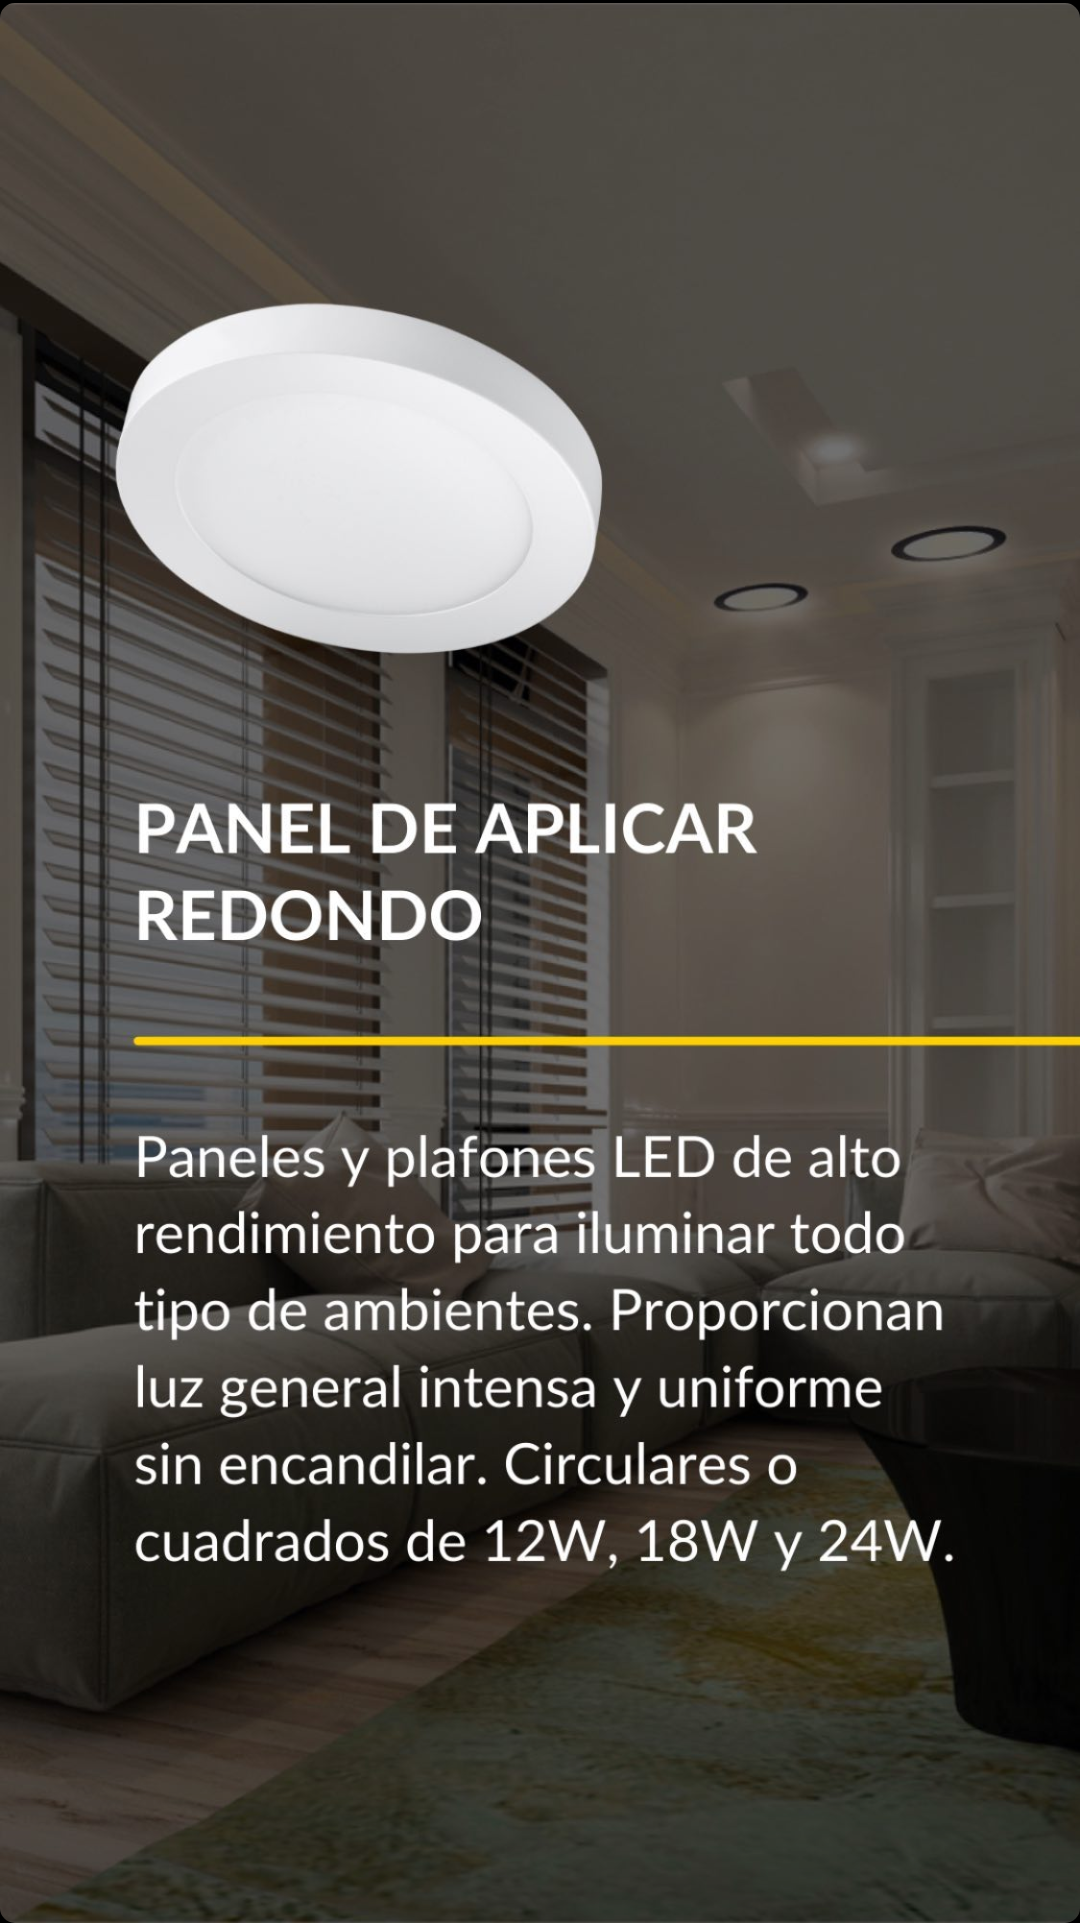 PANEL DE APLICAR
REDONDO
Paneles y plafones LED de alto
rendimiento para iluminar todo
tipo de ambientes. Proporcionan
luz general intensa y uniforme
sin encandilar. Circulares o
cuadrados de 12W, 18W y 24W.